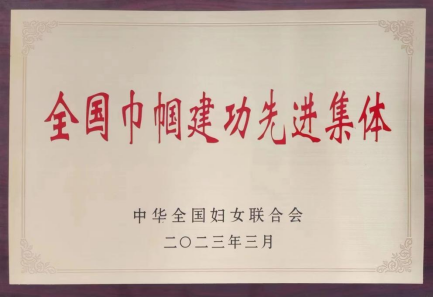 全国巾帼建功先进集体
中华全国妇女联合会
二〇二三年三月